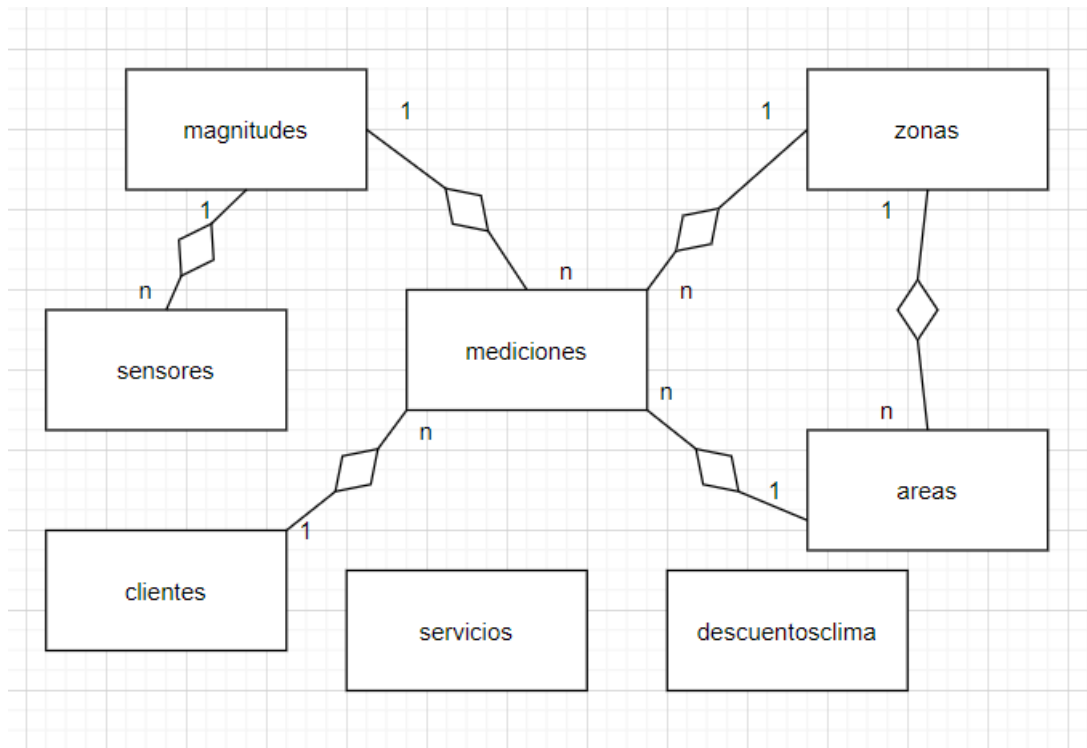 magnitudes
1
1
zonas
1
1
n
n
n
sensores
mediciones
n
n
n
1
areas
1
clientes
servicios
descuentosclima